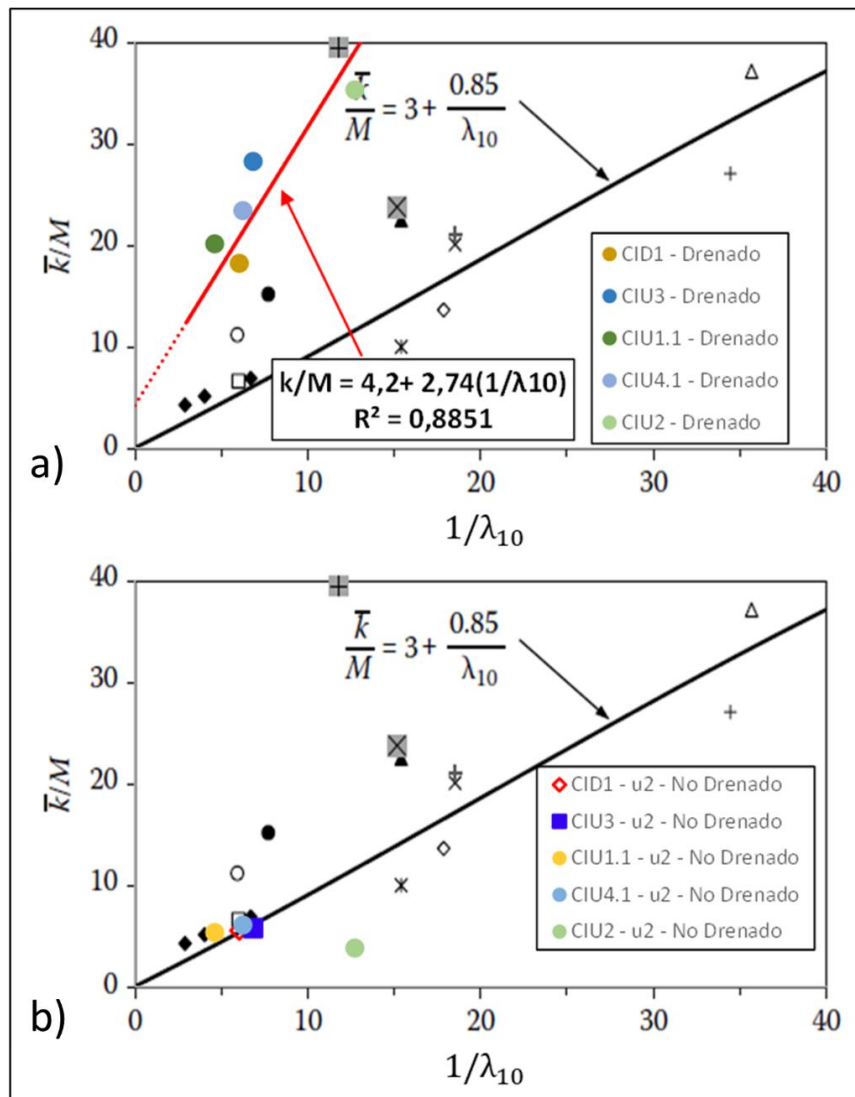 40
30
20
10
0
k̅/M
k̅/M = 3 + 0.85/λ₁₀
CID1 - Drenado
CIU3 - Drenado
CIU1.1 - Drenado
CIU4.1 - Drenado
CIU2 - Drenado
k/M = 4,2+ 2,74(1/λ10)
R² = 0,8851
0 10 20 30 40
1/λ₁₀
a)
40
30
20
10
0
k̅/M
k̅/M = 3 + 0.85/λ₁₀
CID1 - u2 - No Drenado
CIU3 - u2 - No Drenado
CIU1.1 - u2 - No Drenado
CIU4.1 - u2 - No Drenado
CIU2 - u2 - No Drenado
0 10 20 30 40
1/λ₁₀
b)